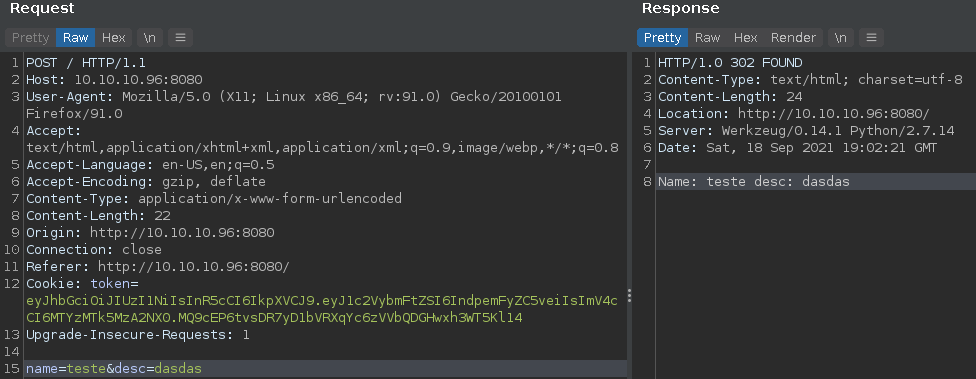 Request
Pretty Raw Hex \n ≡
1 POST / HTTP/1.1
2 Host: 10.10.10.96:8080
3 User-Agent: Mozilla/5.0 (X11; Linux x86_64; rv:91.0) Gecko/20100101
Firefox/91.0
4 Accept:
text/html,application/xhtml+xml,application/xml;q=0.9,image/webp,*/*;q=0.8
5 Accept-Language: en-US,en;q=0.5
6 Accept-Encoding: gzip, deflate
7 Content-Type: application/x-www-form-urlencoded
8 Content-Length: 22
9 Origin: http://10.10.10.96:8080
10 Connection: close
11 Referer: http://10.10.10.96:8080/
12 Cookie: token=
eyJhbGciOiJIUzI1NiIsInR5cCI6IkpXVCJ9.eyJ1c2VybmFtZSI6IndpemFyZC5veiIsImV4c
CI6MTYzMTk5MzA2NX0.MQ9cEP6tvsDR7yD1bVRXqYc6zVVbQDGHwxh3WT5Kl14
13 Upgrade-Insecure-Requests: 1
14
15 name=teste&desc=dasdas
Response
Pretty Raw Hex Render \n ≡
1 HTTP/1.0 302 FOUND
2 Content-Type: text/html; charset=utf-8
3 Content-Length: 24
4 Location: http://10.10.10.96:8080/
5 Server: Werkzeug/0.14.1 Python/2.7.14
6 Date: Sat, 18 Sep 2021 19:02:21 GMT
7
8 Name: teste desc: dasdas